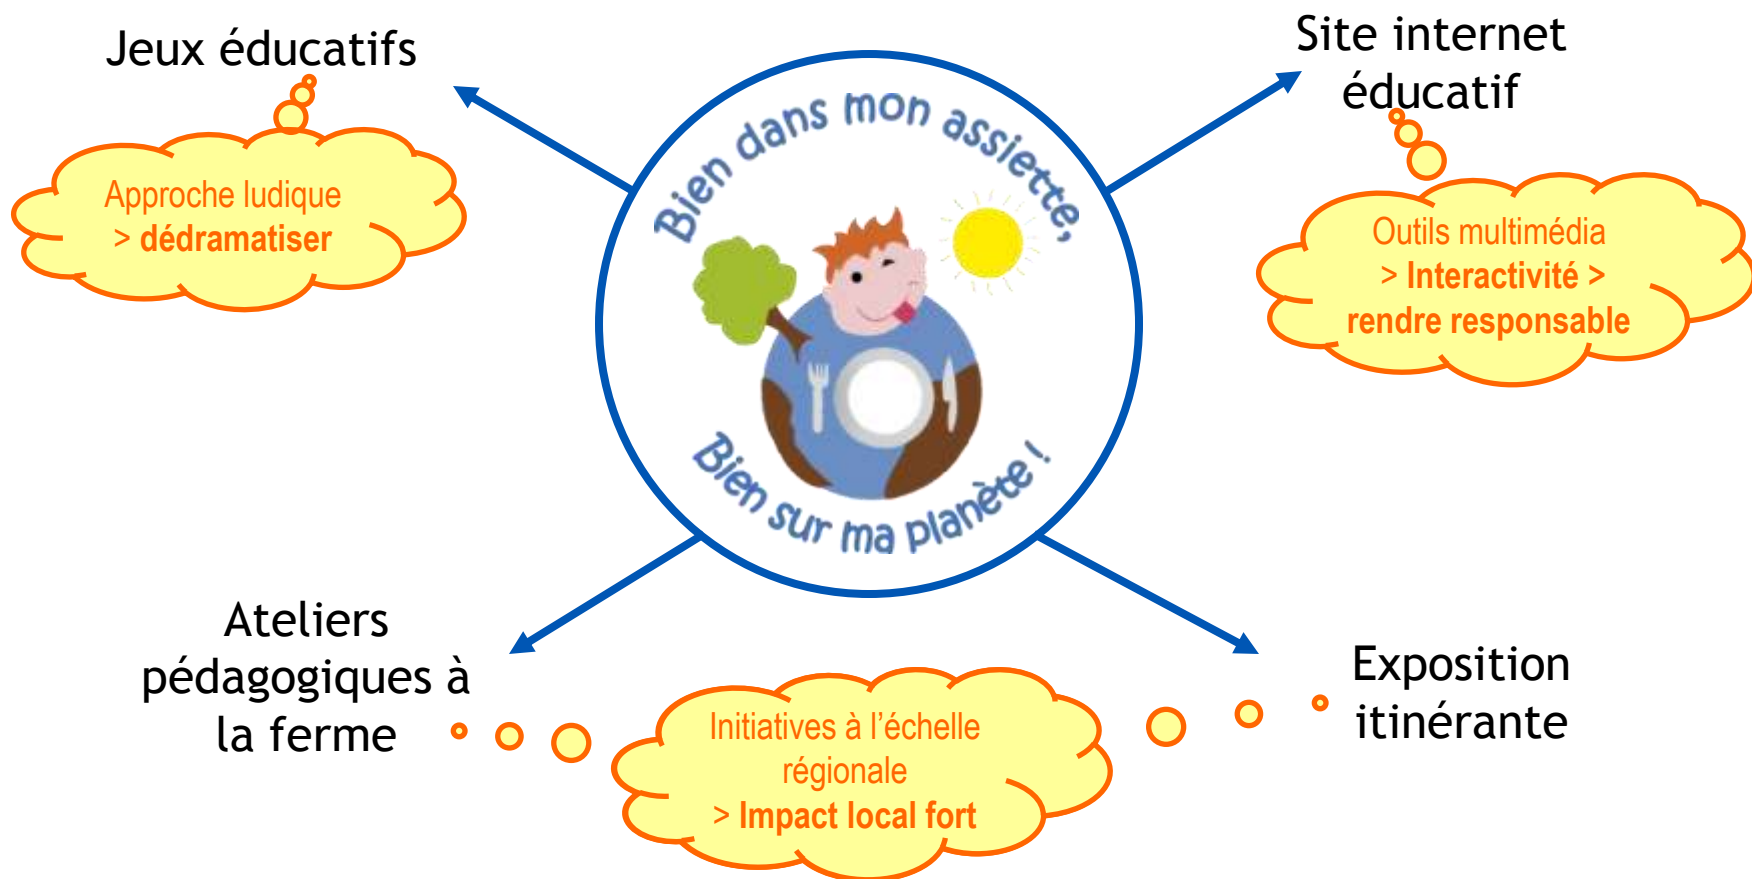 Jeux éducatifs
Approche ludique
> dédramatiser
Bien dans mon assiette,
Bien sur ma planète !
Site internet
éducatif
Outils multimédia
> Interactivité >
rendre responsable
Ateliers
pédagogiques à
la ferme
Initiatives à l’échelle
régionale
> Impact local fort
Exposition
itinérante